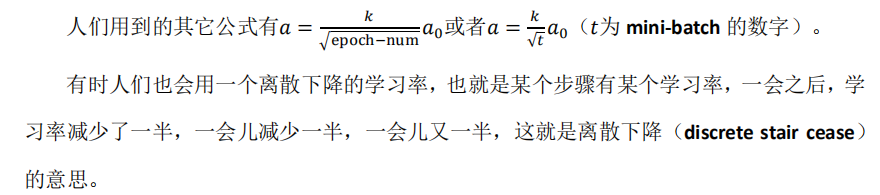 人们用到的其它公式有$a = \frac{k}{\sqrt{\text{epoch−num}}}a_0$或者$a = \frac{k}{\sqrt{t}}a_0$（$t$为 mini-batch 的数字）。
有时人们也会用一个离散下降的学习率，也就是某个步骤有某个学习率，一会之后，学
习率减少了一半，一会儿减少一半，一会儿又一半，这就是离散下降（discrete stair cease）
的意思。